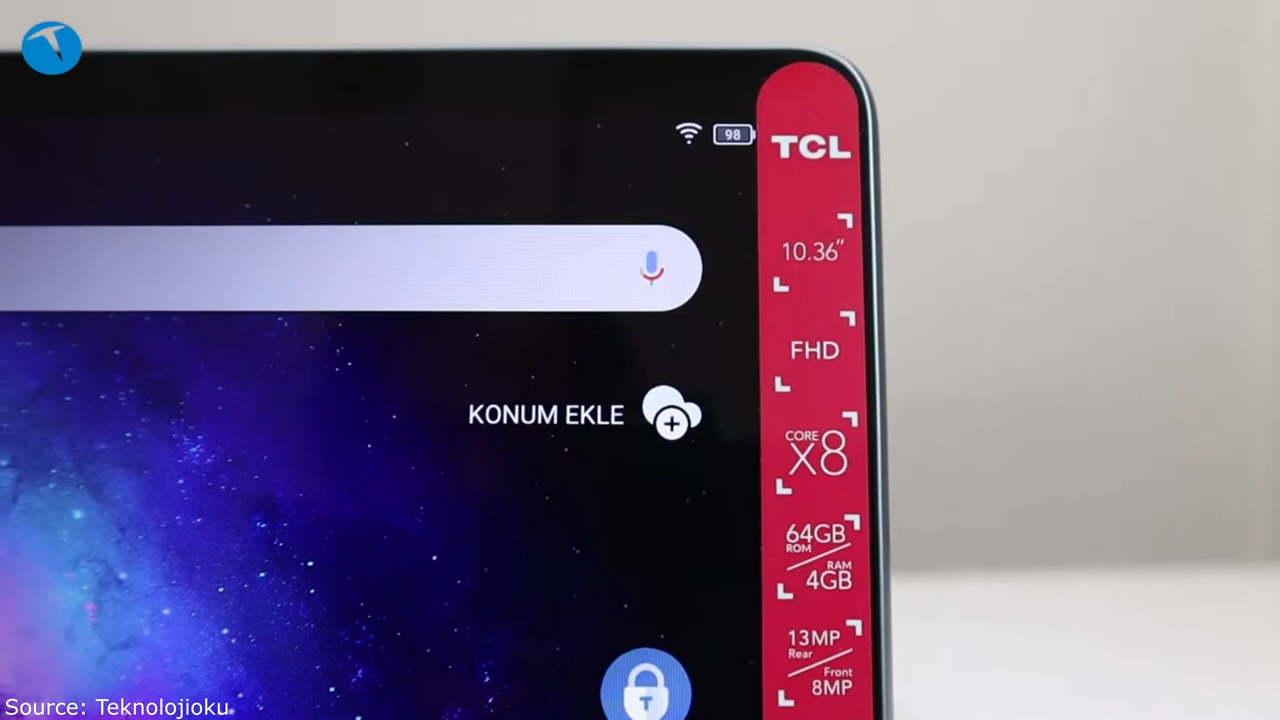 98
TCL
10.36"
FHD
KONUM EKLE
CORE
X8
64GB
ROM
RAM
4GB
13MP
Rear
Front
8MP
T
Source: Teknolojioku